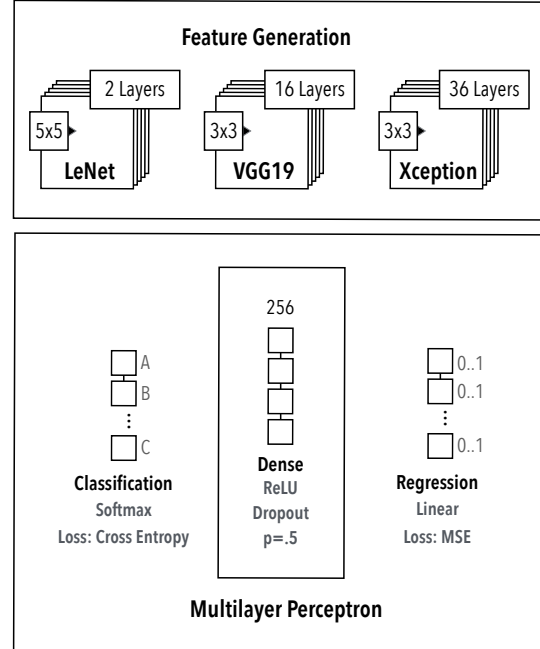 Feature Generation
2 Layers
5x5
LeNet
16 Layers
3x3
VGG19
36 Layers
3x3
Xception
A
B
C
Classification
Softmax
Loss: Cross Entropy
256
Dense
ReLU
Dropout
p=.5
0..1
0..1
0..1
Regression
Linear
Loss: MSE
Multilayer Perceptron